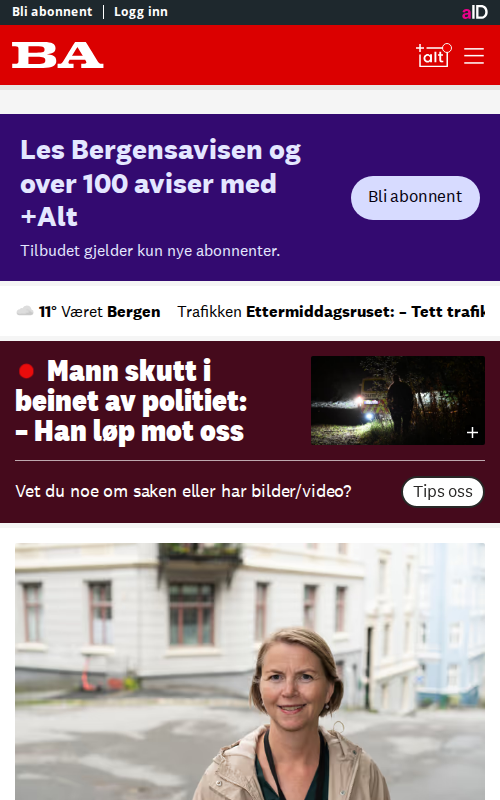 Bli abonnent | Logg inn
aID
BA
+alt
Les Bergensavisen og
over 100 aviser med
+Alt
Bli abonnent
Tilbudet gjelder kun nye abonnenter.
11° Været Bergen Trafikken Ettermiddagsruset: – Tett trafik
Mann skutt i
beinet av politiet:
– Han løp mot oss
+
Vet du noe om saken eller har bilder/video?
Tips oss